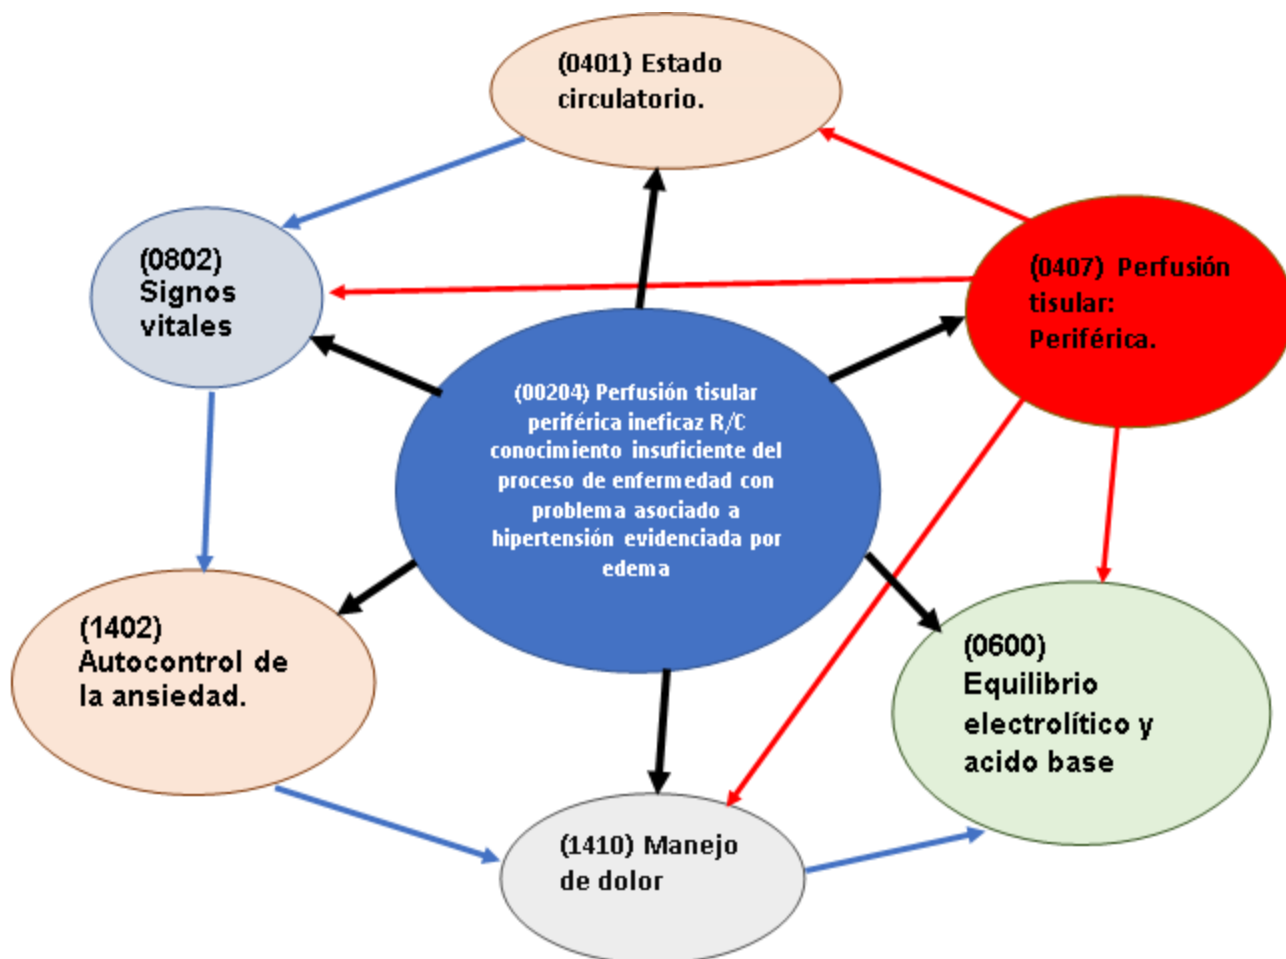 (0401) Estado
circulatorio.
(0802)
Signos
vitales
(0407) Perfusión
tisular:
Periférica.
(00204) Perfusión tisular
periférica ineficaz R/C
conocimiento insuficiente del
proceso de enfermedad con
problema asociado a
hipertensión evidenciada por
edema
(1402)
Autocontrol de
la ansiedad.
(0600)
Equilibrio
electrolítico y
acido base
(1410) Manejo
de dolor